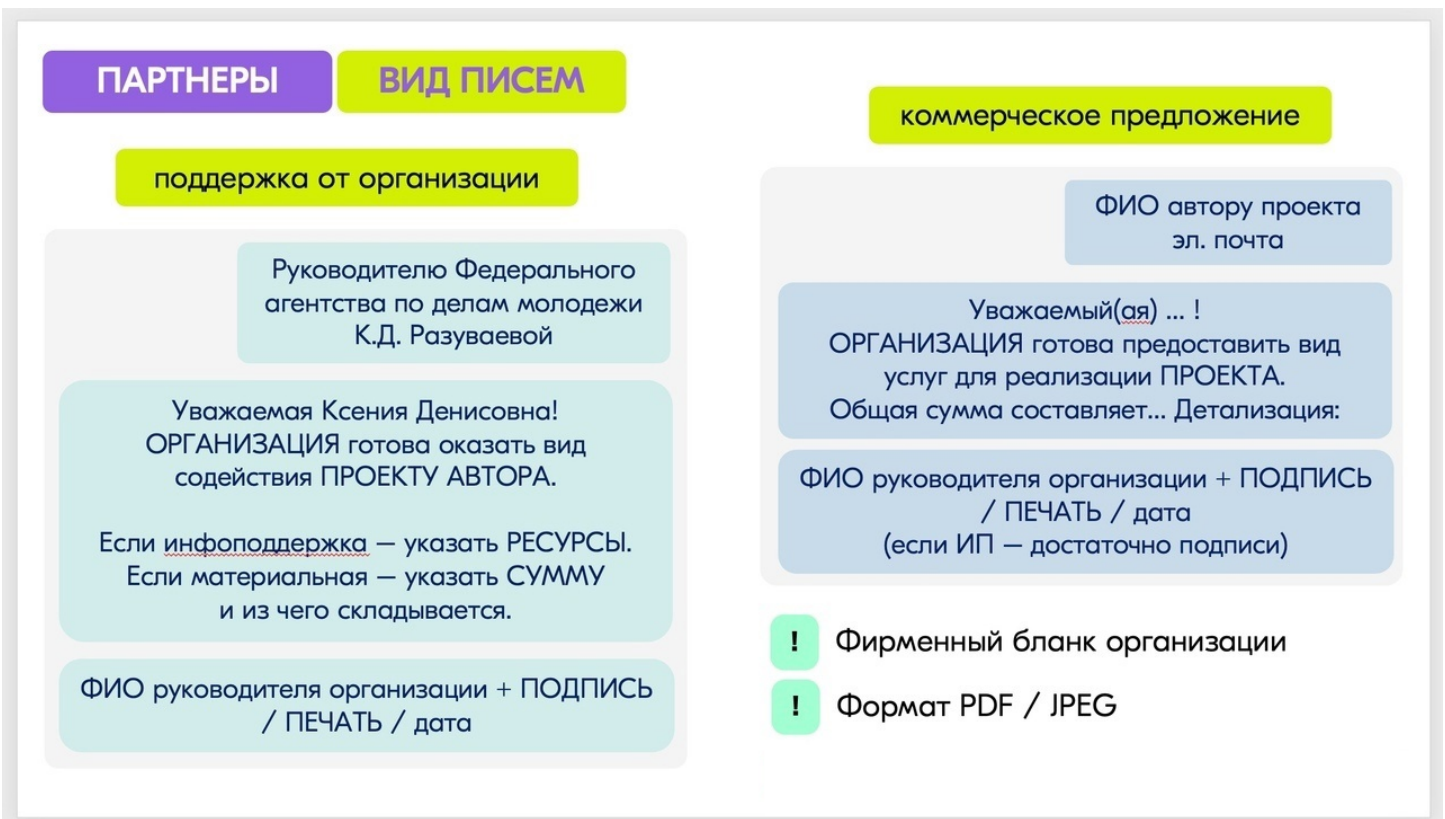 ПАРТНЕРЫ
ВИД ПИСЕМ
поддержка от организации
Руководителю Федерального
агентства по делам молодежи
К.Д. Разуваевой
Уважаемая Ксения Денисовна!
ОРГАНИЗАЦИЯ готова оказать вид
содействия ПРОЕКТУ АВТОРА.
Если инфоподдержка – указать РЕСУРСЫ.
Если материальная – указать СУММУ
и из чего складывается.
ФИО руководителя организации + ПОДПИСЬ
/ ПЕЧАТЬ / дата
коммерческое предложение
ФИО автору проекта
эл. почта
Уважаемый(ая) ... !
ОРГАНИЗАЦИЯ готова предоставить вид
услуг для реализации ПРОЕКТА.
Общая сумма составляет... Детализация:
ФИО руководителя организации + ПОДПИСЬ
/ ПЕЧАТЬ / дата
(если ИП – достаточно подписи)
! Фирменный бланк организации
! Формат PDF / JPEG